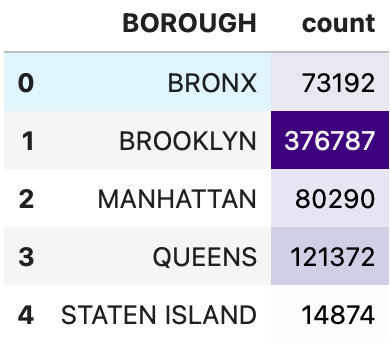 BOROUGH count
0 BRONX 73192
1 BROOKLYN 376787
2 MANHATTAN 80290
3 QUEENS 121372
4 STATEN ISLAND 14874